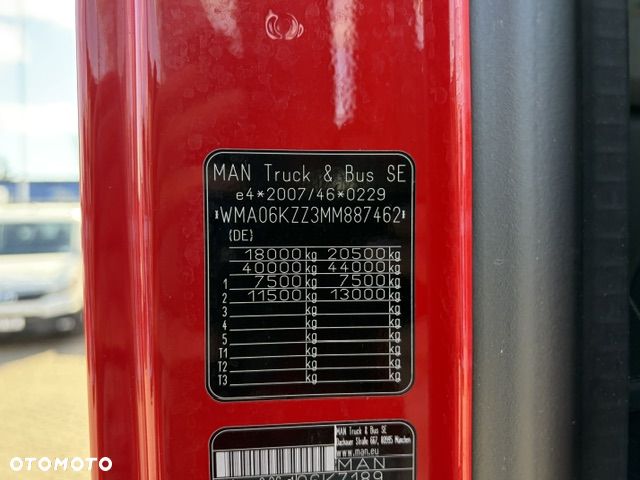 MAN Truck & Bus SE
e4*2007/46*0229
*WMA06KZZ3MM887462*
(DE)
18000kg 20500kg
40000kg 44000kg
1 7500kg 7500kg
2 11500kg 13000kg
3 kg kg
4 kg kg
5 kg kg
T1 kg kg
T2 kg kg
T3 kg kg
MAN Truck & Bus SE
Dachauer Straße 667, 80995 München
www.man.eu
MAN
06K7189
OTOMOTO